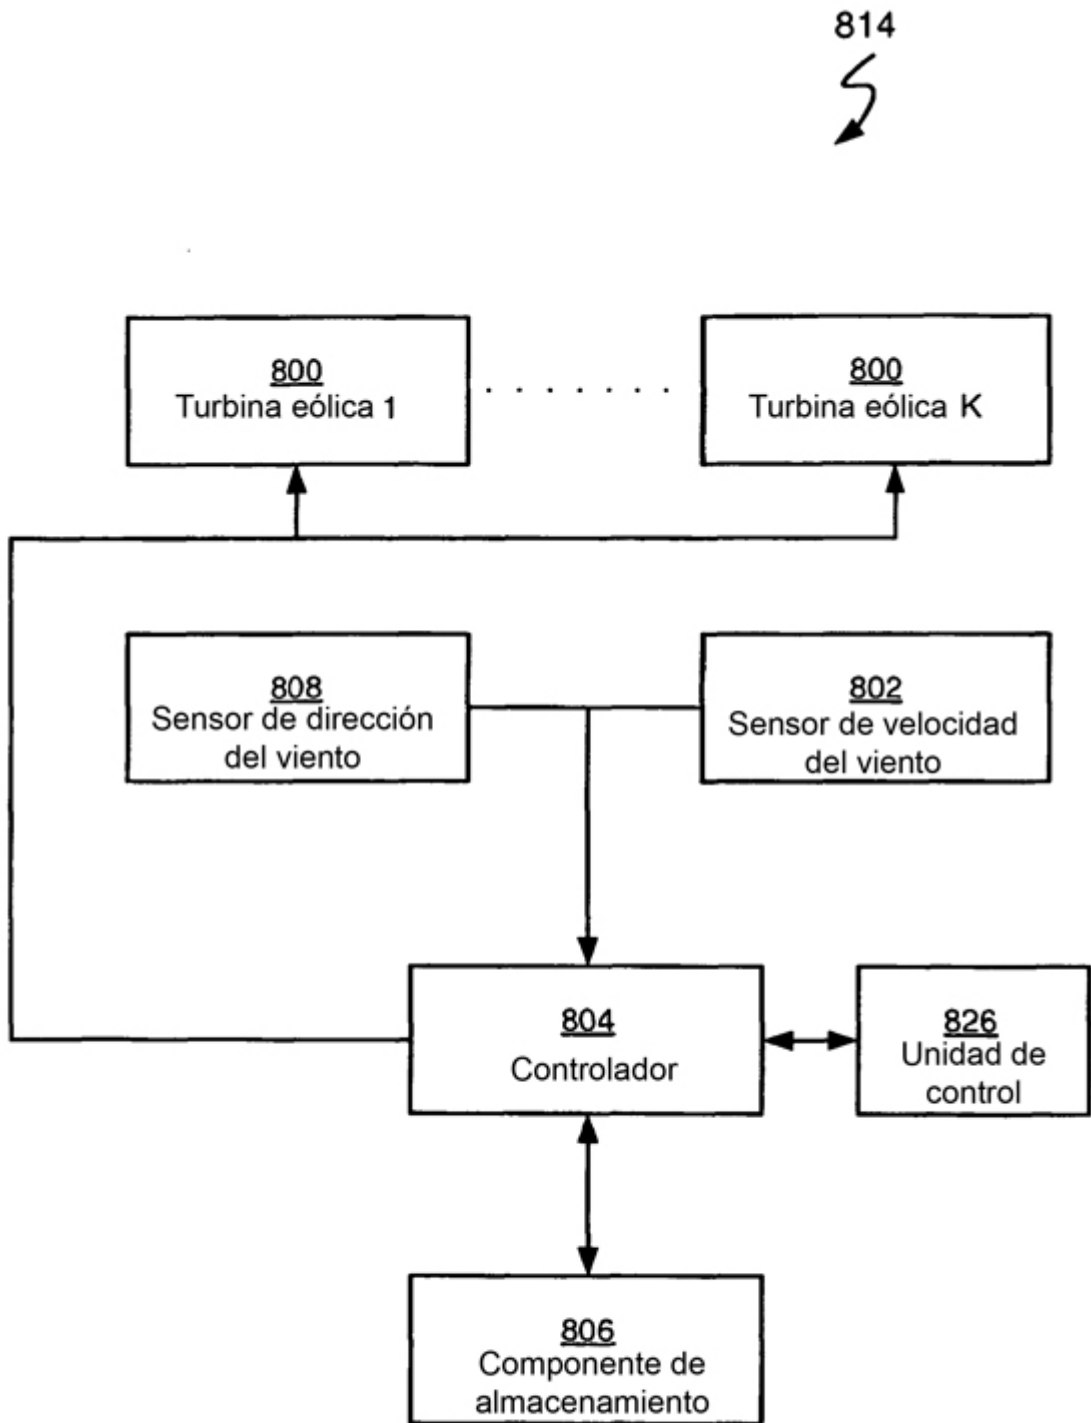 814
800
Turbina eólica 1
. . . . . . .
800
Turbina eólica K
808
Sensor de dirección
del viento
802
Sensor de velocidad
del viento
804
Controlador
826
Unidad de
control
806
Componente de
almacenamiento